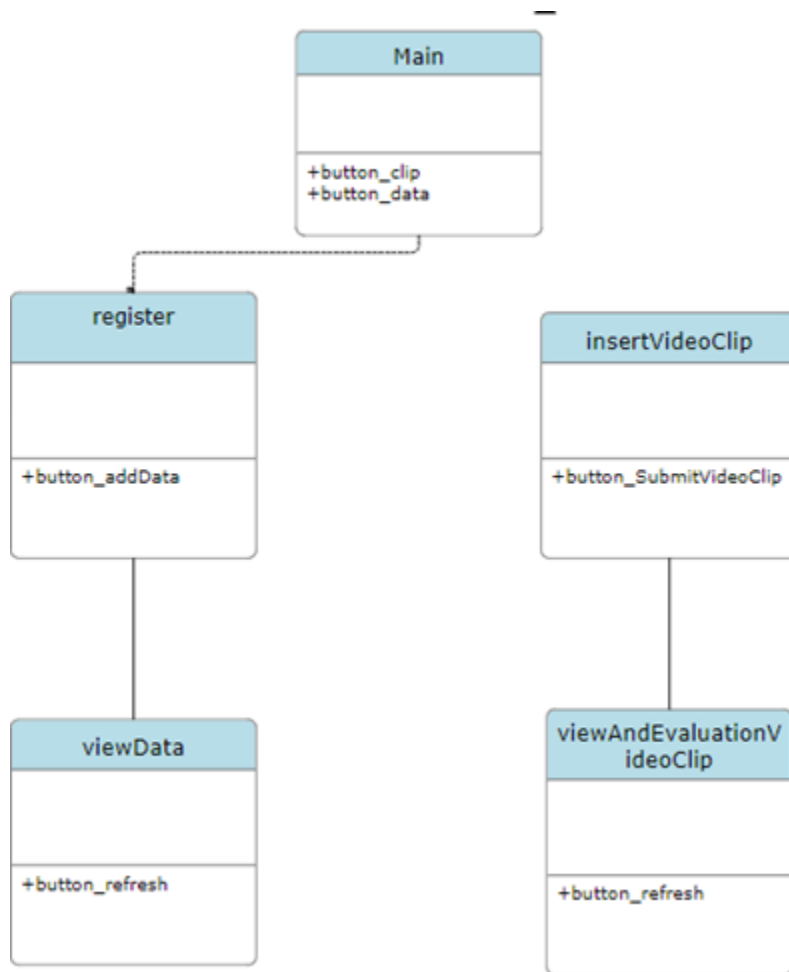 Main
+button_clip
+button_data
register
+button_addData
insertVideoClip
+button_SubmitVideoClip
viewData
+button_refresh
viewAndEvaluationV
ideoClip
+button_refresh